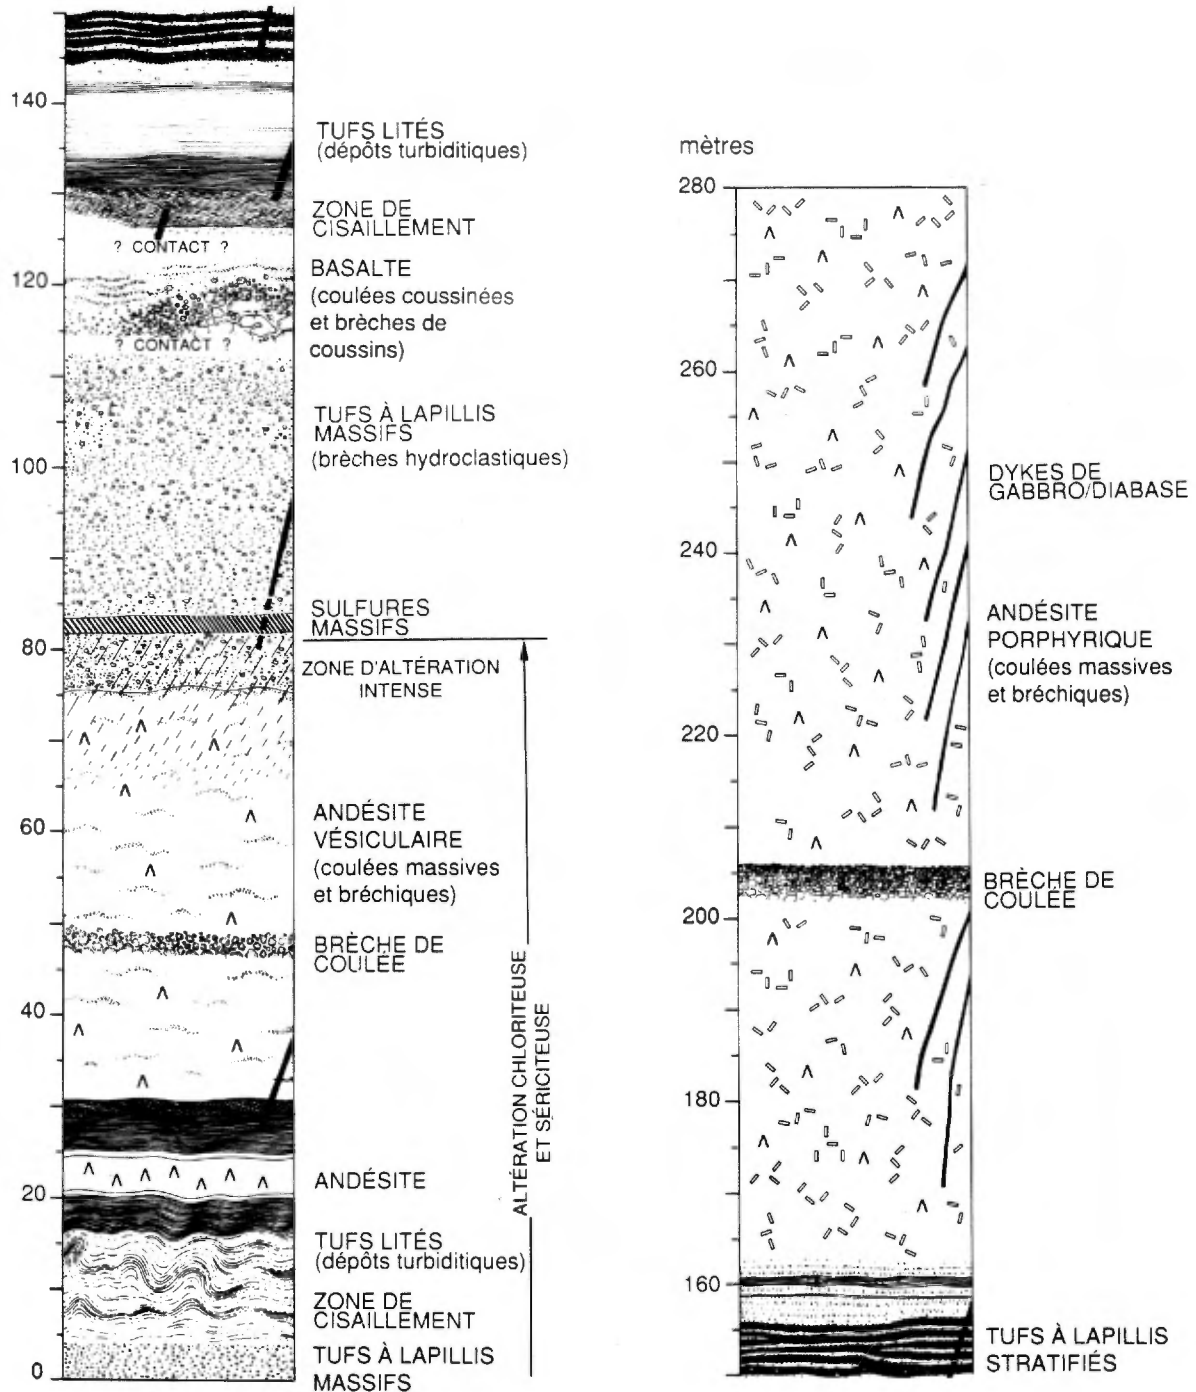 140
120
100
80
60
40
20
0
TUFS LITÉS
(dépôts turbiditiques)
ZONE DE
CISAILLEMENT
? CONTACT ?
BASALTE
(coulées coussinées
et brèches de
coussins)
? CONTACT ?
TUFS À LAPILLIS
MASSIFS
(brèches hydroclastiques)
SULFURES
MASSIFS
ZONE D'ALTÉRATION
INTENSE
ANDÉSITE
VÉSICULAIRE
(coulées massives
et bréchiques)
BRÈCHE DE
COULÉE
ANDÉSITE
TUFS LITÉS
(dépôts turbiditiques)
ZONE DE
CISAILLEMENT
TUFS À LAPILLIS
MASSIFS
ALTÉRATION CHLORITEUSE
ET SÉRICITEUSE
mètres
280
260
240
220
200
180
160
DYKES DE
GABBRO/DIABASE
ANDÉSITE
PORPHYRIQUE
(coulées massives
et bréchiques)
BRÈCHE DE
COULÉE
TUFS À LAPILLIS
STRATIFIÉS